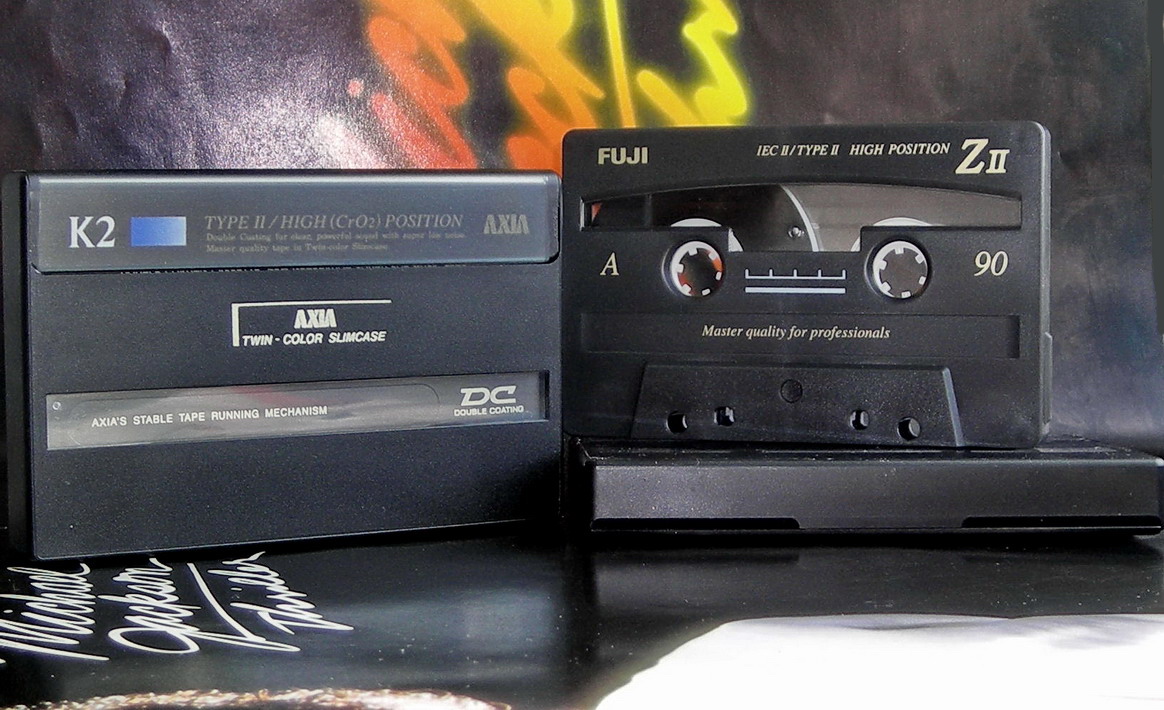 K2 TYPE II / HIGH (CrO2) POSITION AXIA
Double Coating for clear, powerful sound with super low noise.
Master quality tape in Twin-color Slimcase.
AXIA
TWIN-COLOR SLIMCASE
AXIA'S STABLE TAPE RUNNING MECHANISM
DC
DOUBLE COATING
FUJI IEC II/TYPE II HIGH POSITION ZII
A 90
Master quality for professionals
Michael
Jackson
Thriller